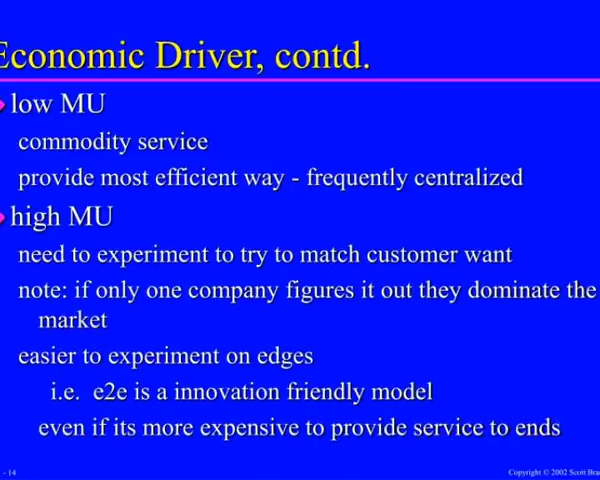 Economic Driver, contd.
low MU
commodity service
provide most efficient way - frequently centralized
high MU
need to experiment to try to match customer want
note: if only one company figures it out they dominate the
market
easier to experiment on edges
i.e. e2e is a innovation friendly model
even if its more expensive to provide service to ends
- 14
Copyright © 2002 Scott